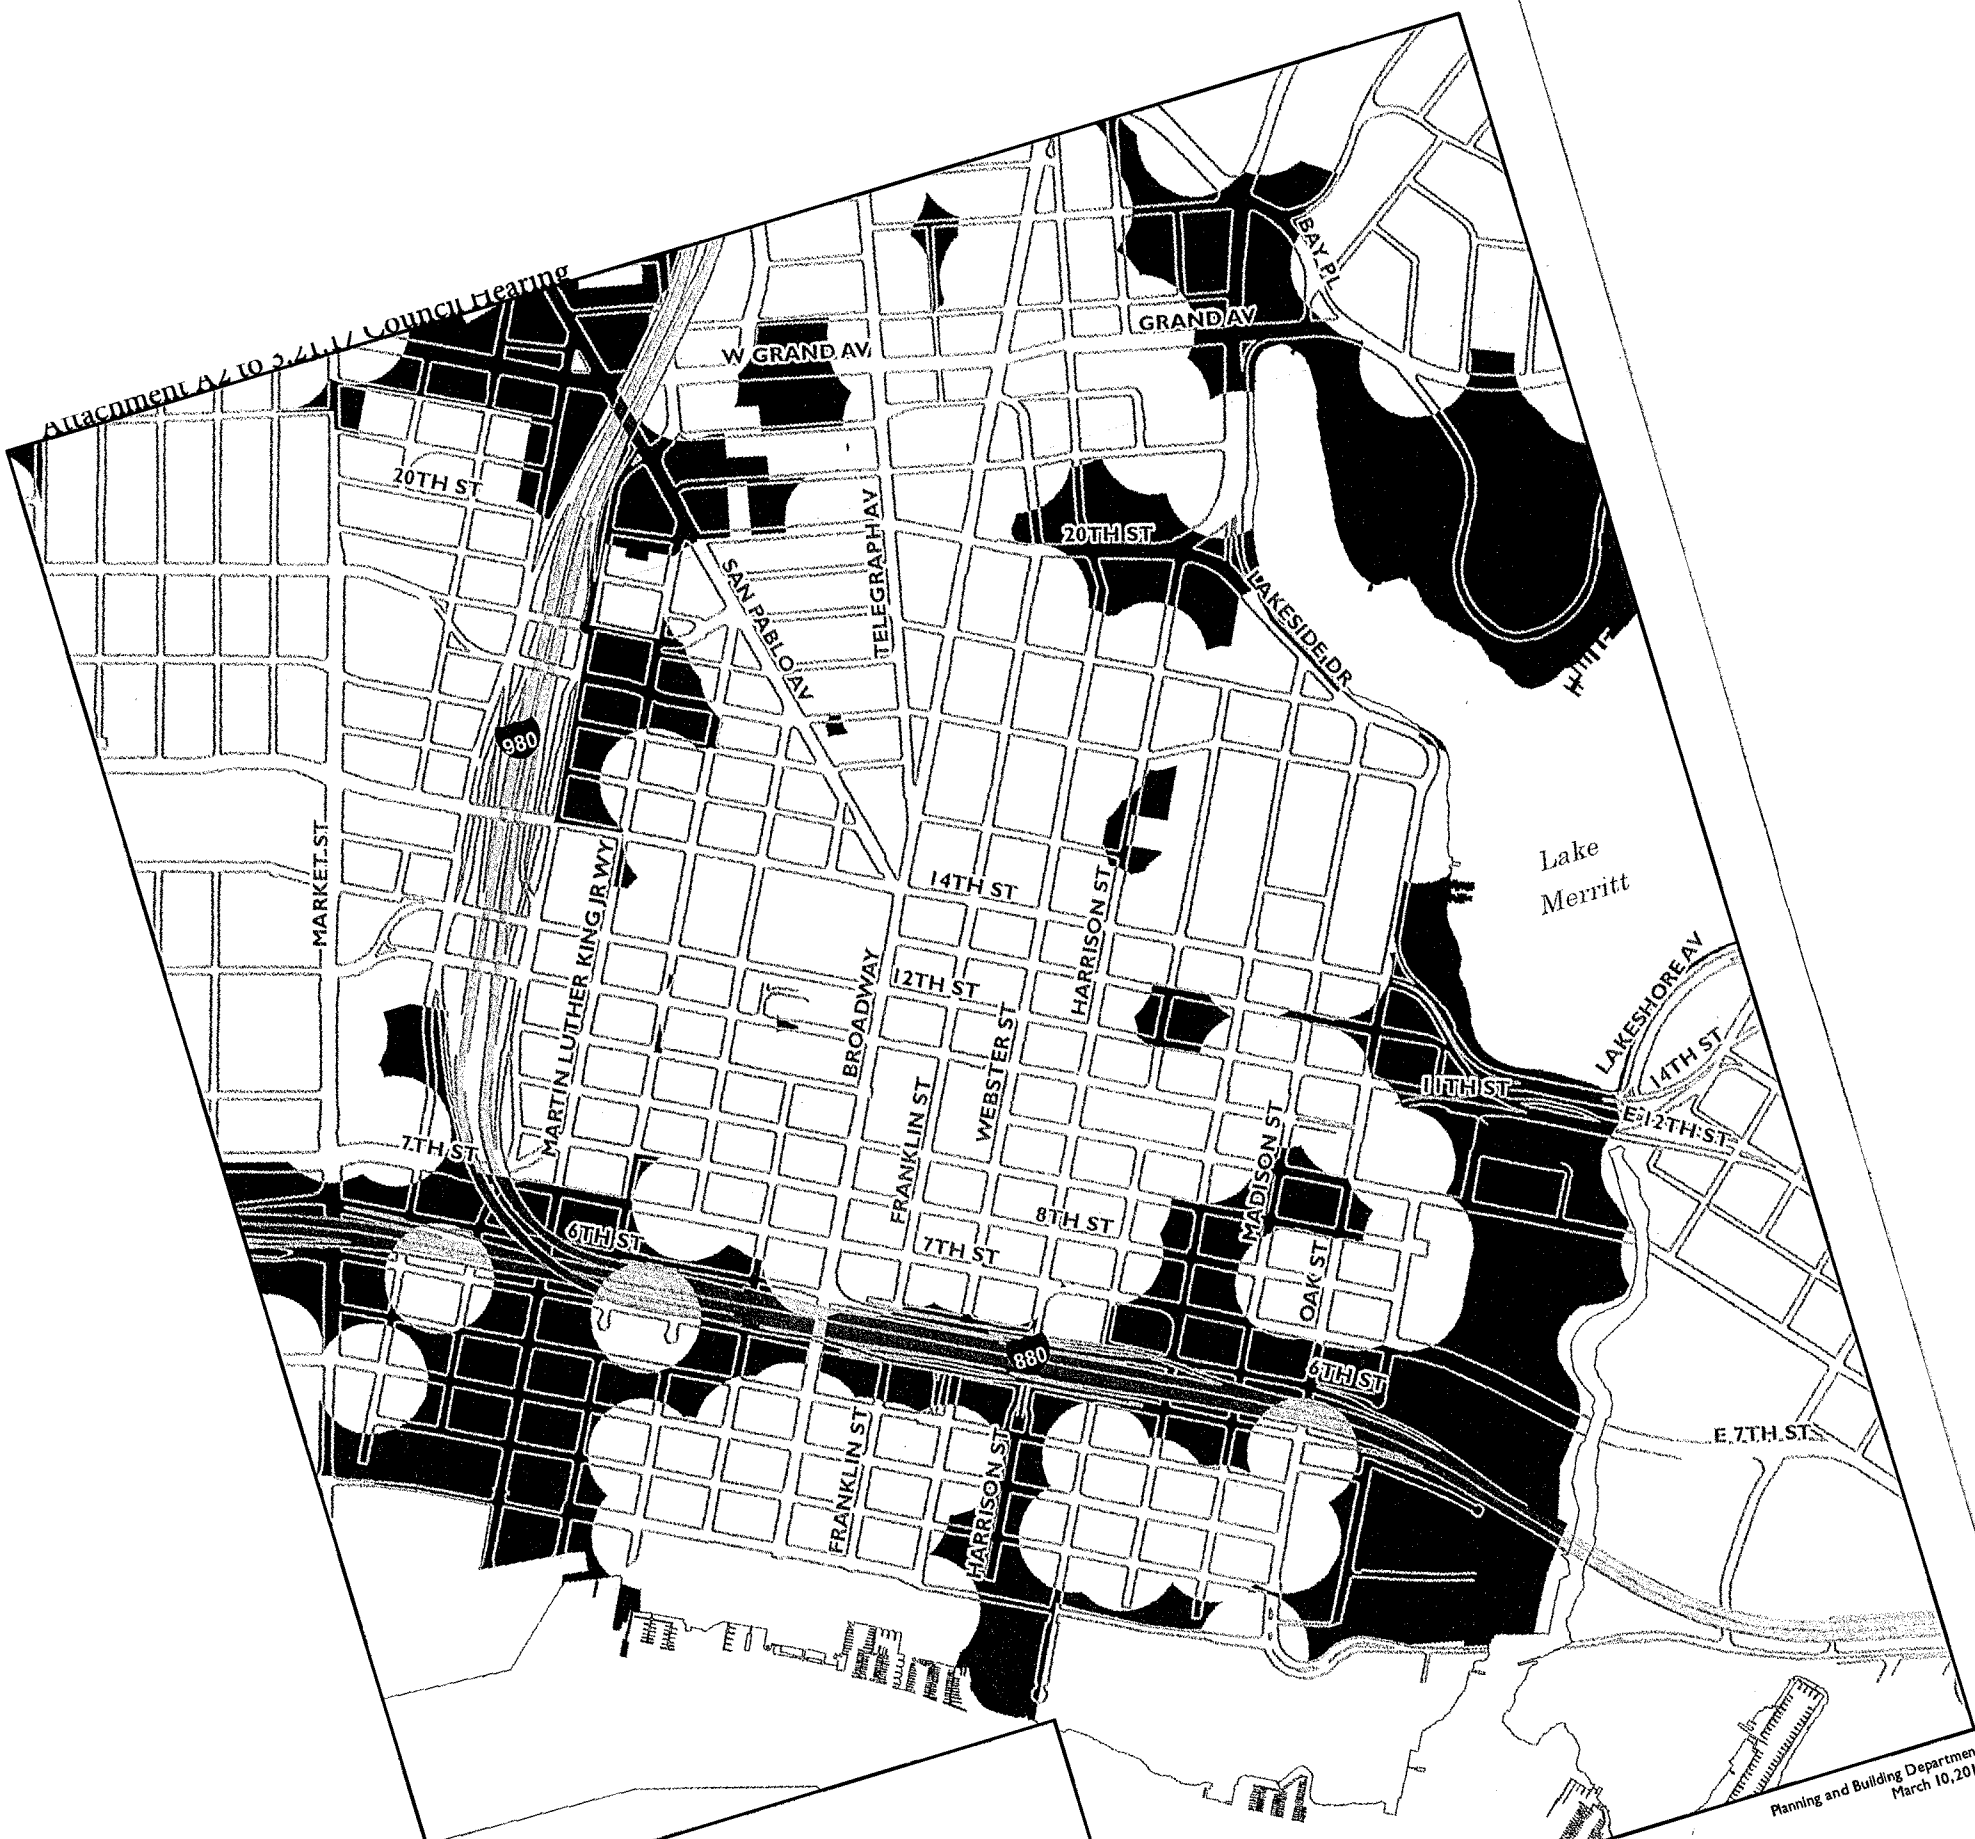 Attachment A2 to 3.21.17 Council Hearing
BAY PL
GRAND AV
W GRAND AV
20TH ST
20TH ST
TELEGRAPH AV
SAN PABLO AV
LAKESIDE DR
980
MARKET ST
Lake
Merritt
14TH ST
MARTIN LUTHER KING JR WY
HARRISON ST
12TH ST
BROADWAY
WEBSTER ST
LAKESHORE AV
14TH ST
11TH ST
E 12TH ST
7TH ST
FRANKLIN ST
MADISON ST
8TH ST
6TH ST
7TH ST
OAK ST
880
6TH ST
E 7TH ST
FRANKLIN ST
HARRISON ST
Planning and Building Departmen
March 10, 201